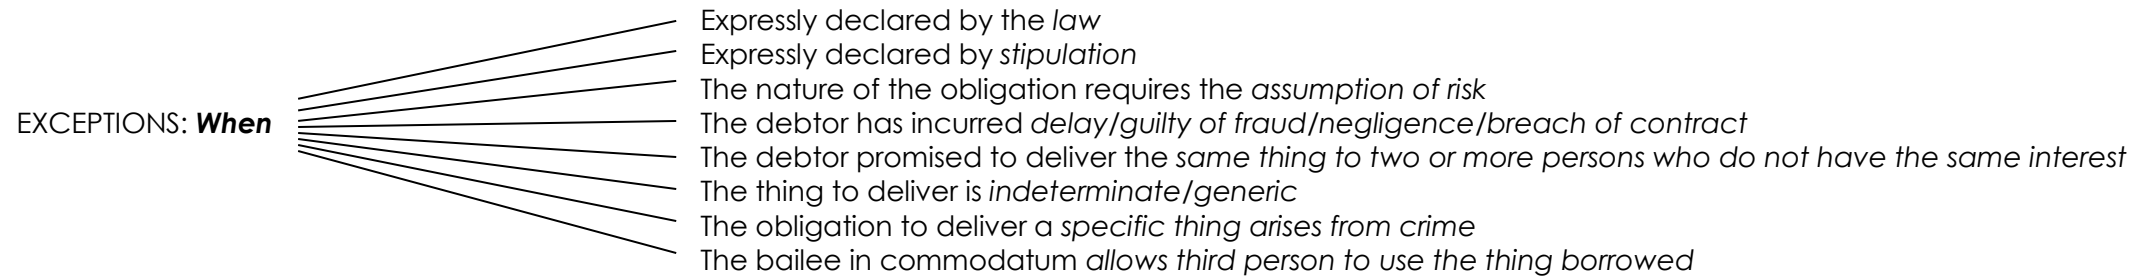 EXCEPTIONS: When
Expressly declared by the law
Expressly declared by stipulation
The nature of the obligation requires the assumption of risk
The debtor has incurred delay/guilty of fraud/negligence/breach of contract
The debtor promised to deliver the same thing to two or more persons who do not have the same interest
The thing to deliver is indeterminate/generic
The obligation to deliver a specific thing arises from crime
The bailee in commodatum allows third person to use the thing borrowed